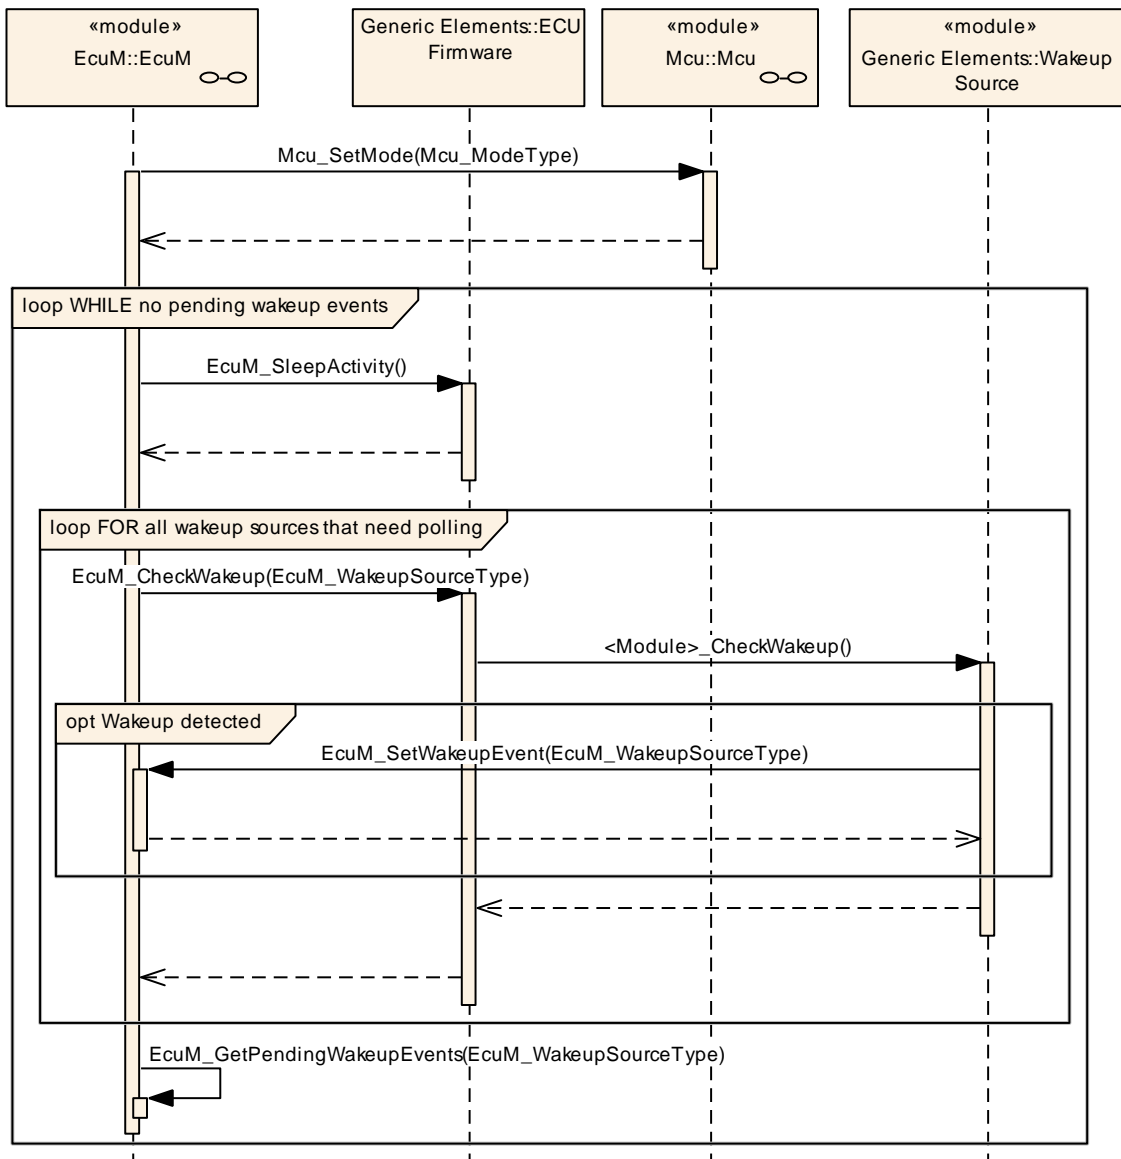 «module»
EcuM::EcuM
Generic Elements::ECU
Firmware
«module»
Mcu::Mcu
«module»
Generic Elements::Wakeup
Source
Mcu_SetMode(Mcu_ModeType)
loop WHILE no pending wakeup events
EcuM_SleepActivity()
loop FOR all wakeup sources that need polling
EcuM_CheckWakeup(EcuM_WakeupSourceType)
<Module>_CheckWakeup()
opt Wakeup detected
EcuM_SetWakeupEvent(EcuM_WakeupSourceType)
EcuM_GetPendingWakeupEvents(EcuM_WakeupSourceType)